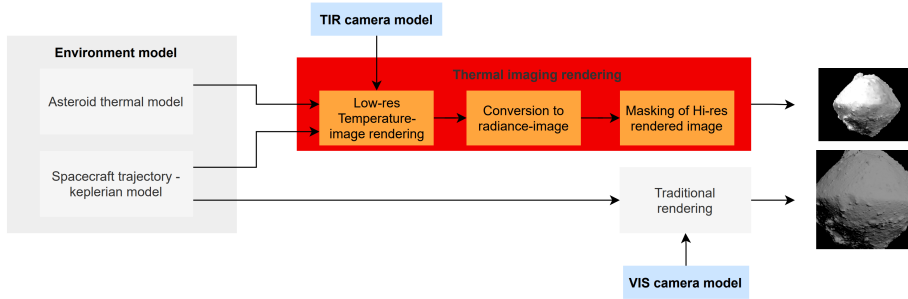 TIR camera model
Environment model
Thermal imaging rendering
Asteroid thermal model
Low-res
Temperature-
image rendering
Conversion to
radiance-image
Masking of Hi-res
rendered image
Spacecraft trajectory -
keplerian model
Traditional
rendering
VIS camera model